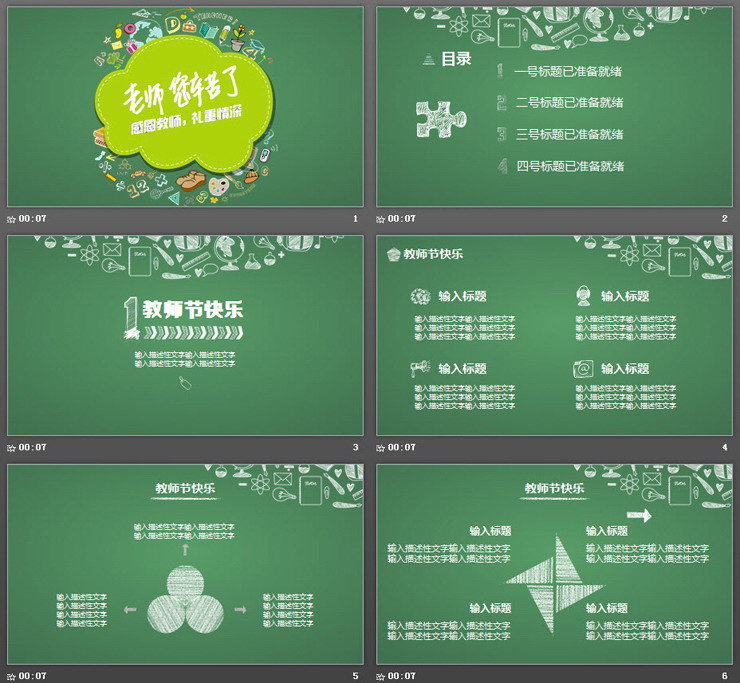 TEACHER!
老师 您辛苦了
感恩教师，礼重情深
00:07
1
目录
1 一号标题已准备就绪
2 二号标题已准备就绪
3 三号标题已准备就绪
4 四号标题已准备就绪
00:07
2
1 教师节快乐
输入描述性文字输入描述性文字
输入描述性文字输入描述性文字
00:07
3
教师节快乐
输入标题
输入描述性文字输入描述性文字
输入描述性文字输入描述性文字
输入描述性文字输入描述性文字
输入标题
输入描述性文字输入描述性文字
输入描述性文字输入描述性文字
输入描述性文字输入描述性文字
输入标题
输入描述性文字输入描述性文字
输入描述性文字输入描述性文字
输入描述性文字输入描述性文字
输入标题
输入描述性文字输入描述性文字
输入描述性文字输入描述性文字
输入描述性文字输入描述性文字
00:07
4
教师节快乐
输入描述性文字输入描述性文字
输入描述性文字输入描述性文字
输入描述性文字
输入描述性文字
输入描述性文字
输入描述性文字
输入描述性文字
输入描述性文字
输入描述性文字
输入描述性文字
00:07
5
教师节快乐
输入标题
输入描述性文字输入描述性文字
输入描述性文字输入描述性文字
输入标题
输入描述性文字输入描述性文字
输入描述性文字输入描述性文字
输入标题
输入描述性文字输入描述性文字
输入描述性文字输入描述性文字
输入标题
输入描述性文字输入描述性文字
输入描述性文字输入描述性文字
00:07
6